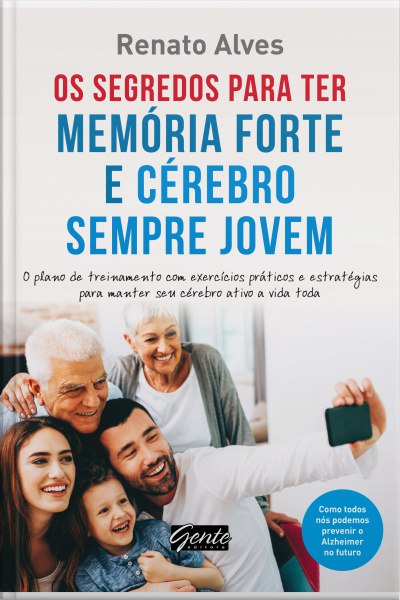 Renato Alves
OS SEGREDOS PARA TER
MEMÓRIA FORTE
E CÉREBRO
SEMPRE JOVEM
O plano de treinamento com exercícios práticos e estratégias
para manter seu cérebro ativo a vida toda
Como todos
nós podemos
prevenir o
Alzheimer
no futuro
Gente
editora